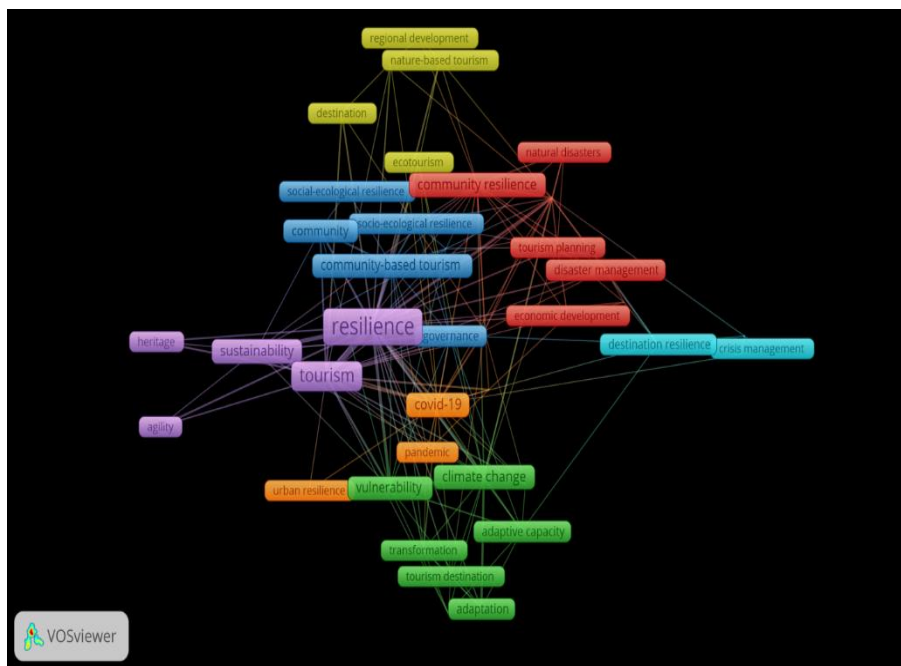 regional development
nature-based tourism
destination
natural disasters
ecotourism
community resilience
social-ecological resilience
socio-ecological resilience
community
tourism planning
community-based tourism
disaster management
economic development
resilience
governance
heritage
sustainability
destination resilience
crisis management
tourism
covid-19
agility
pandemic
climate change
urban resilience
vulnerability
adaptive capacity
transformation
tourism destination
adaptation
VOSviewer